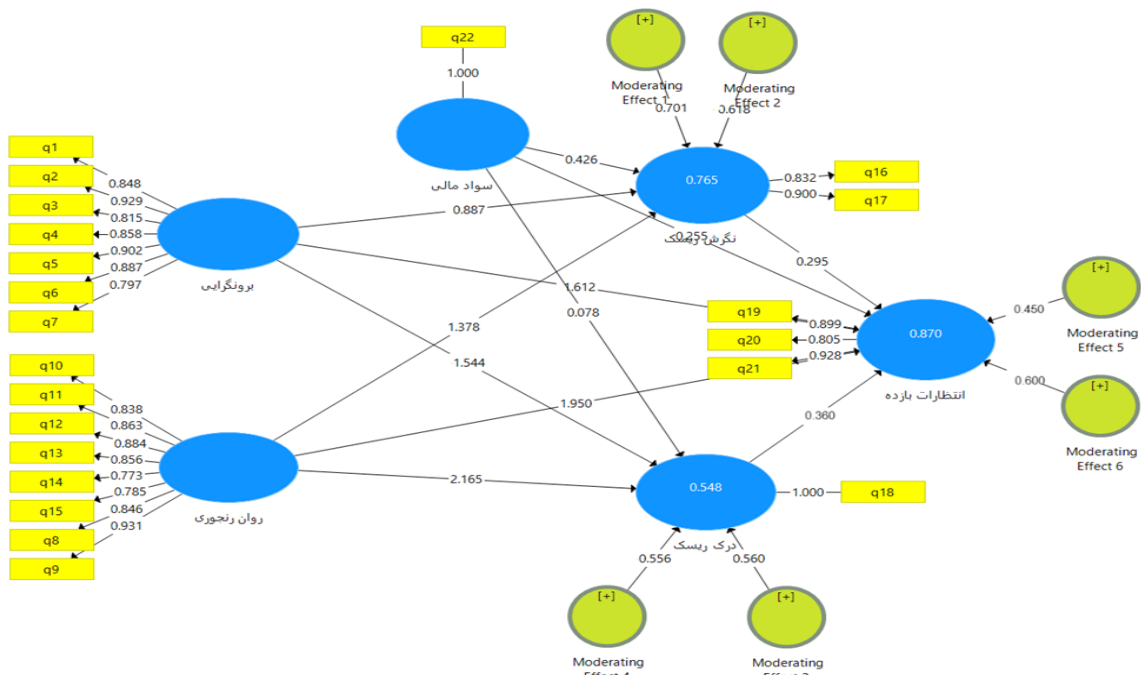 q22
1.000
سواد مالی
[+]
Moderating
Effect 1
0.701
[+]
Moderating
Effect 2
0.618
q1
q2
q3
q4
q5
q6
q7
0.848
0.929
0.815
0.858
0.902
0.887
0.797
برونگرایی
0.426
0.887
0.765
نگرش ریسک
0.832
0.900
q16
q17
0.255
0.295
1.612
0.078
q19
q20
q21
0.899
0.805
0.928
0.870
انتظارات بازده
[+]
0.450
Moderating
Effect 5
[+]
0.600
Moderating
Effect 6
1.378
1.544
1.950
0.360
q10
q11
q12
q13
q14
q15
q8
q9
0.838
0.863
0.884
0.856
0.773
0.785
0.846
0.931
روان رنجوری
2.165
0.548
درک ریسک
1.000
q18
0.556
0.560
[+]
Moderating
[+]
Moderating